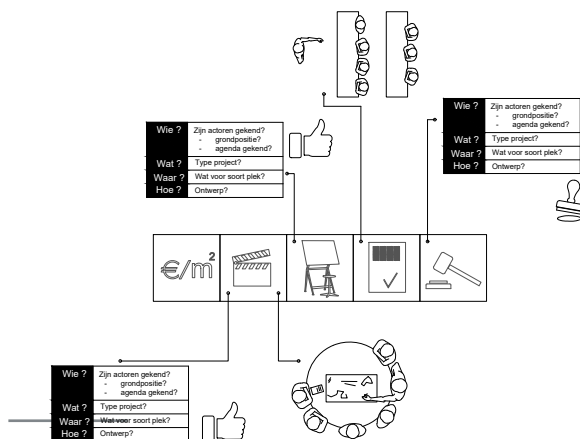 Wie ? Zijn actoren gekend?
- grondpositie?
- agenda gekend?
Wat ? Type project?
Waar ? Wat voor soort plek?
Hoe ? Ontwerp?
Wie ? Zijn actoren gekend?
- grondpositie?
- agenda gekend?
Wat ? Type project?
Waar ? Wat voor soort plek?
Hoe ? Ontwerp?
€/m²
Wie ? Zijn actoren gekend?
- grondpositie?
- agenda gekend?
Wat ? Type project?
Waar ? Wat voor soort plek?
Hoe ? Ontwerp?